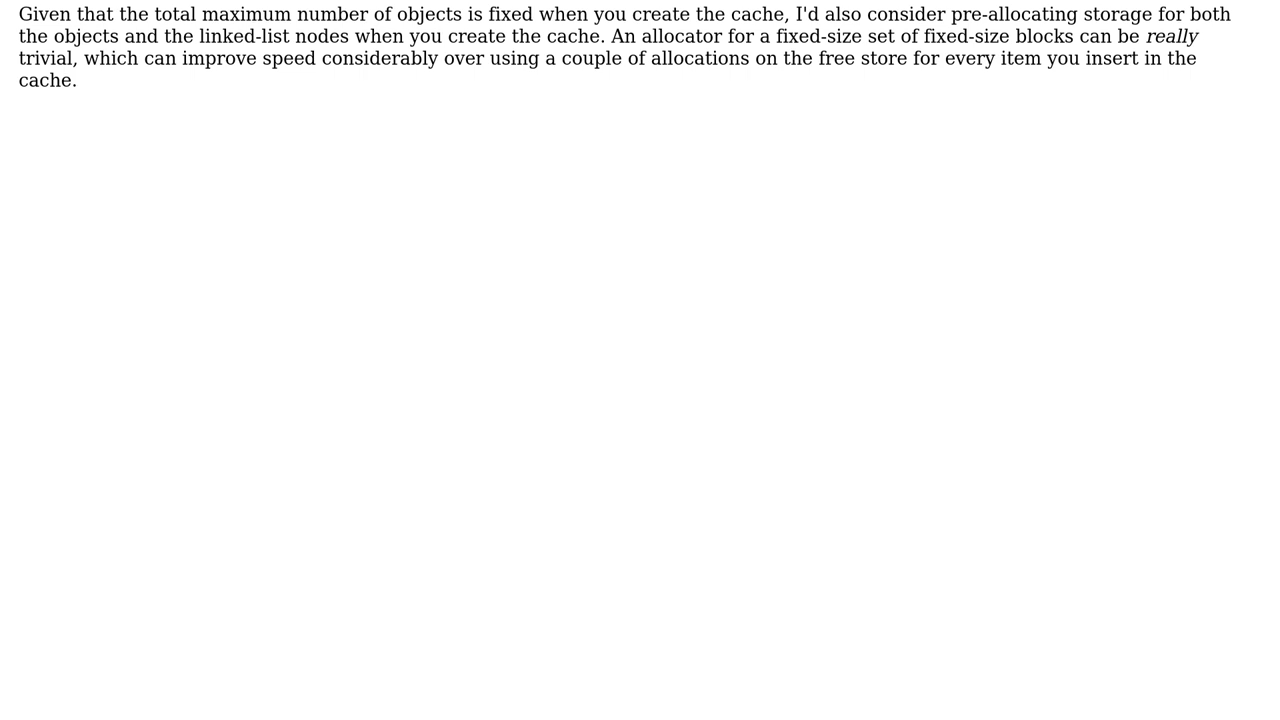 Given that the total maximum number of objects is fixed when you create the cache, I'd also consider pre-allocating storage for both
the objects and the linked-list nodes when you create the cache. An allocator for a fixed-size set of fixed-size blocks can be really
trivial, which can improve speed considerably over using a couple of allocations on the free store for every item you insert in the
cache.